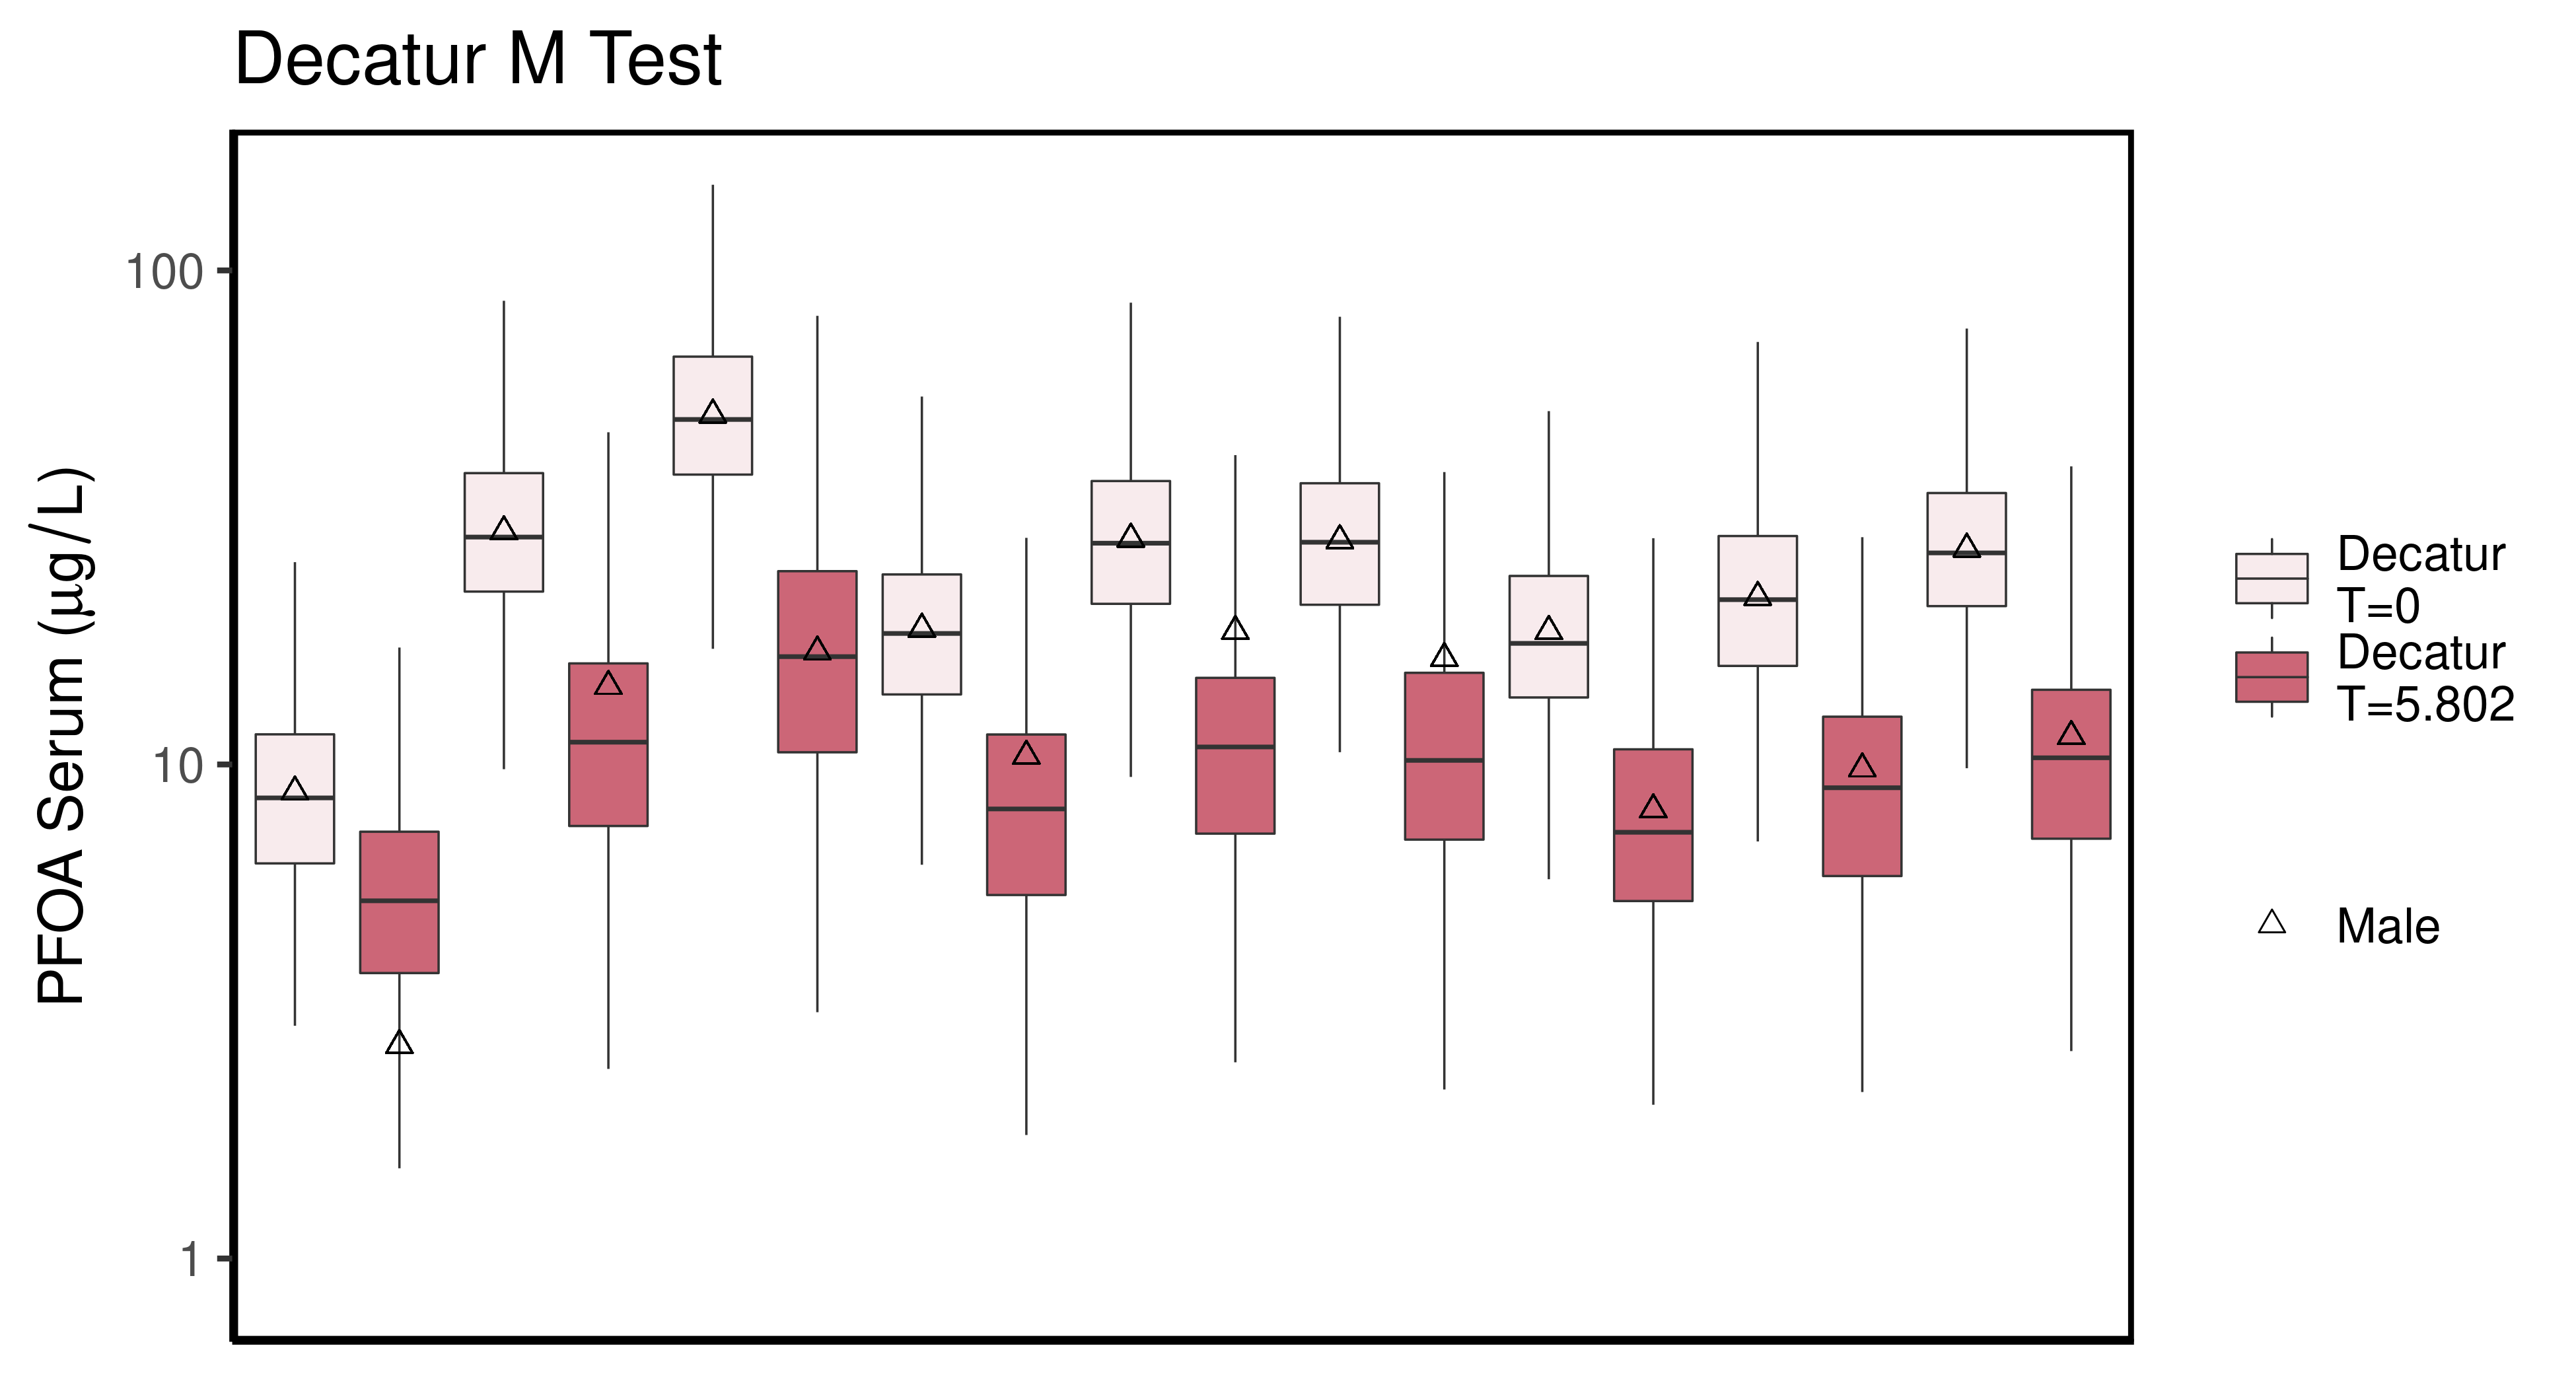 Decatur M Test
PFOA Serum (μg/L)
100
10
1
Decatur
T=0
Decatur
T=5.802
Male